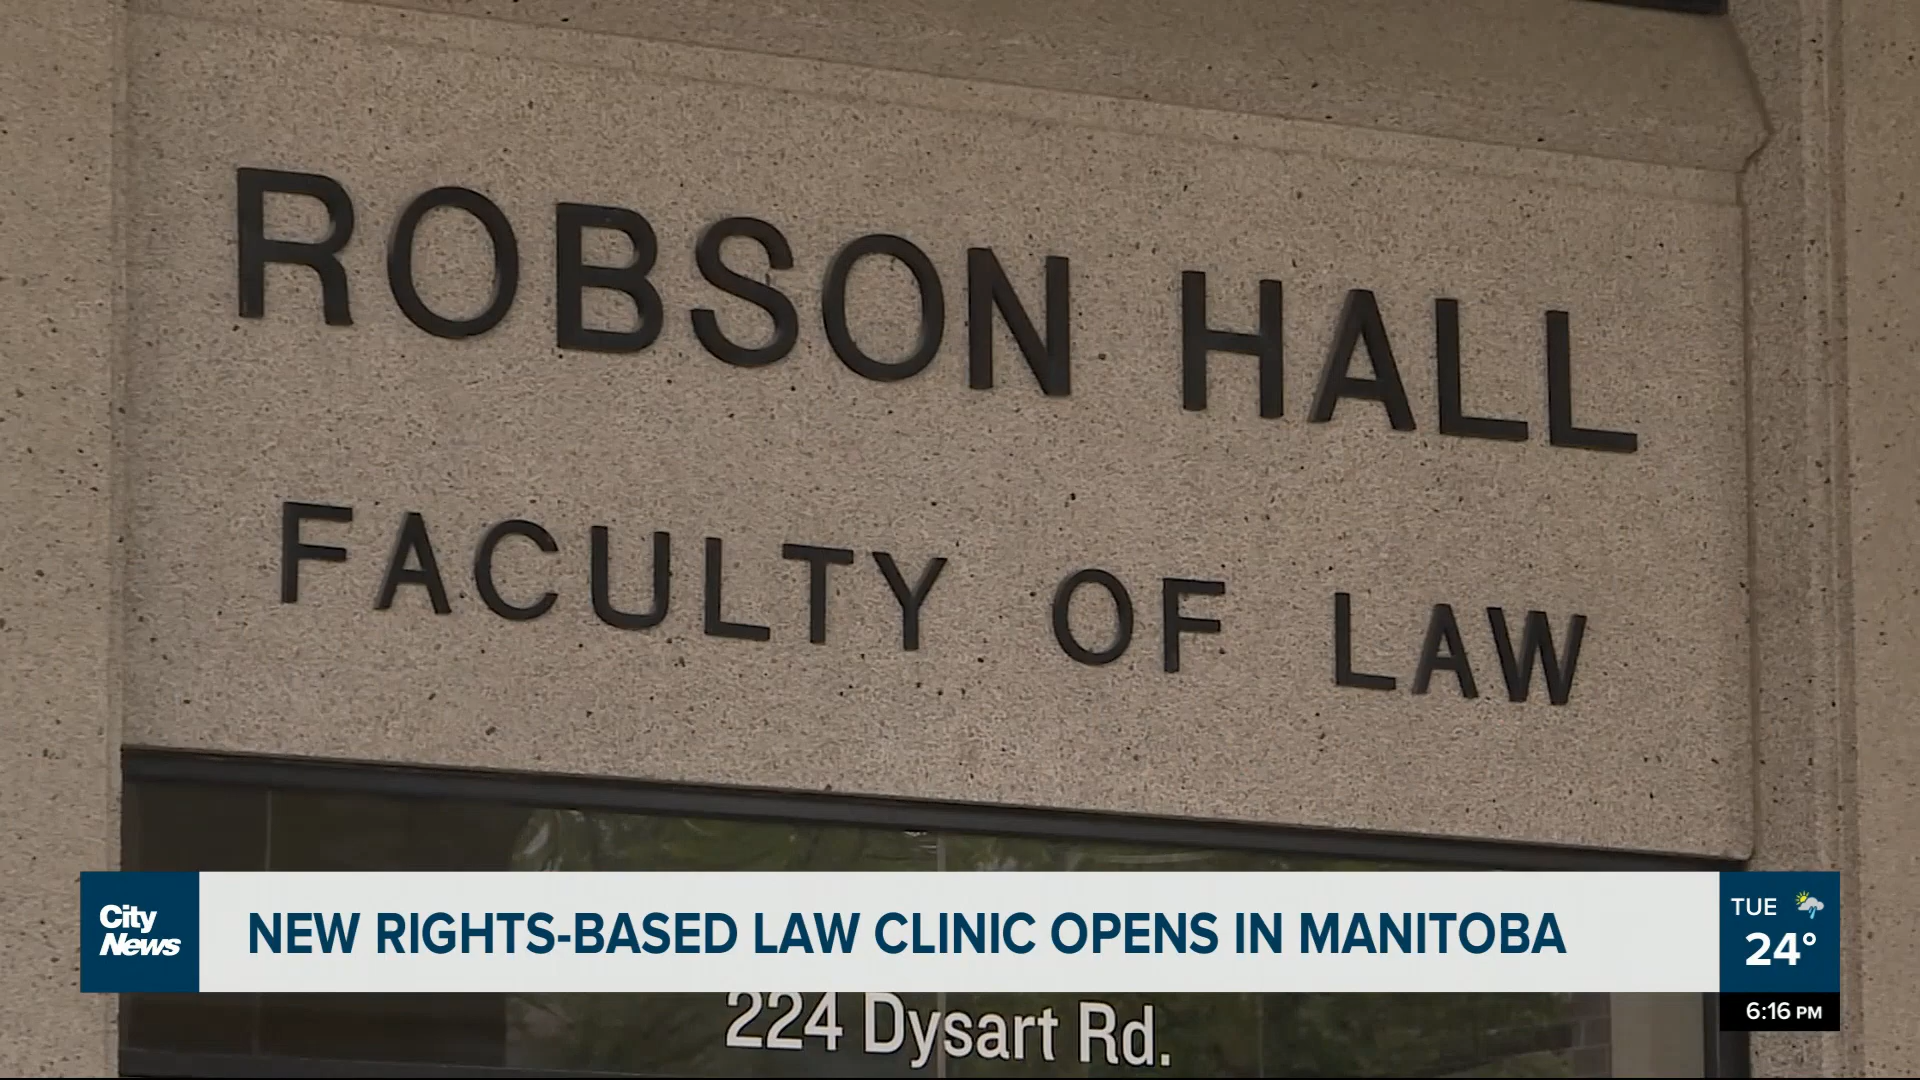 ROBSON HALL
FACULTY OF LAW
City
News
NEW RIGHTS-BASED LAW CLINIC OPENS IN MANITOBA
TUE
24°
6:16 PM
224 Dysart Rd.